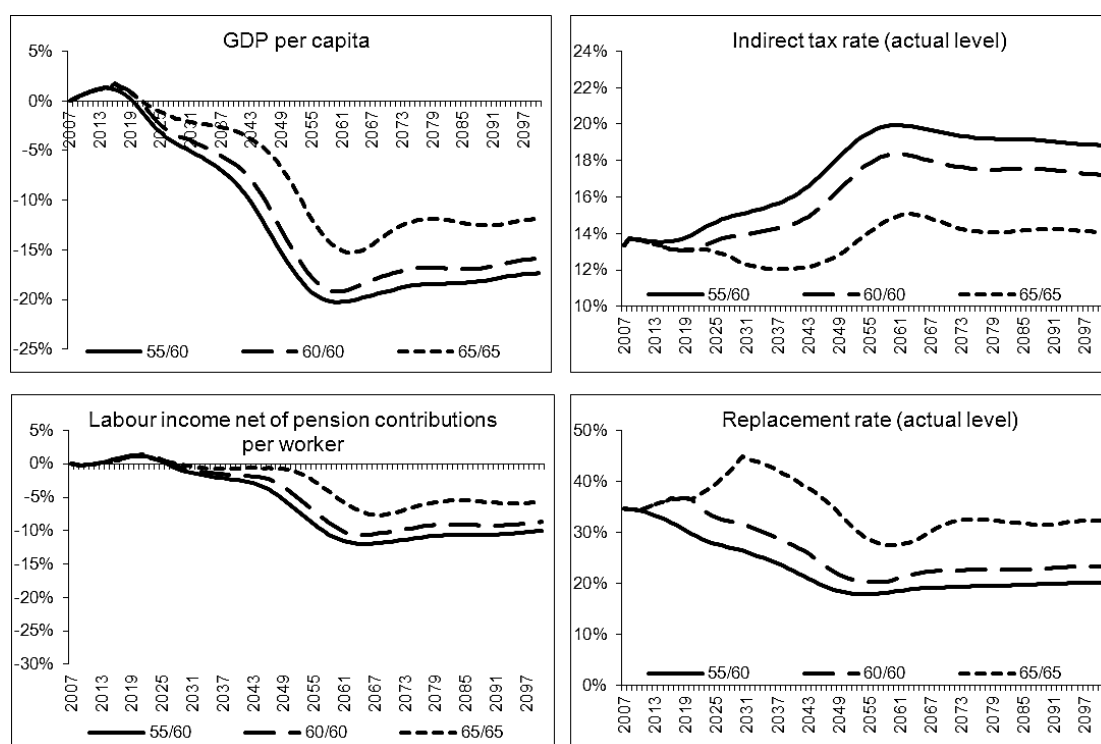 GDP per capita
5%
0%
-5%
-10%
-15%
-20%
-25%
2007 2013 2019 2025 2031 2037 2043 2049 2055 2061 2067 2073 2079 2085 2091 2097
55/60 60/60 65/65
Indirect tax rate (actual level)
24%
22%
20%
18%
16%
14%
12%
10%
55/60 60/60 65/65
2007 2013 2019 2025 2031 2037 2043 2049 2055 2061 2067 2073 2079 2085 2091 2097
Labour income net of pension contributions
per worker
5%
0%
-5%
-10%
-15%
-20%
-25%
-30%
2007 2013 2019 2025 2031 2037 2043 2049 2055 2061 2067 2073 2079 2085 2091 2097
55/60 60/60 65/65
Replacement rate (actual level)
50%
40%
30%
20%
10%
0%
55/60 60/60 65/65
2007 2013 2019 2025 2031 2037 2043 2049 2055 2061 2067 2073 2079 2085 2091 2097